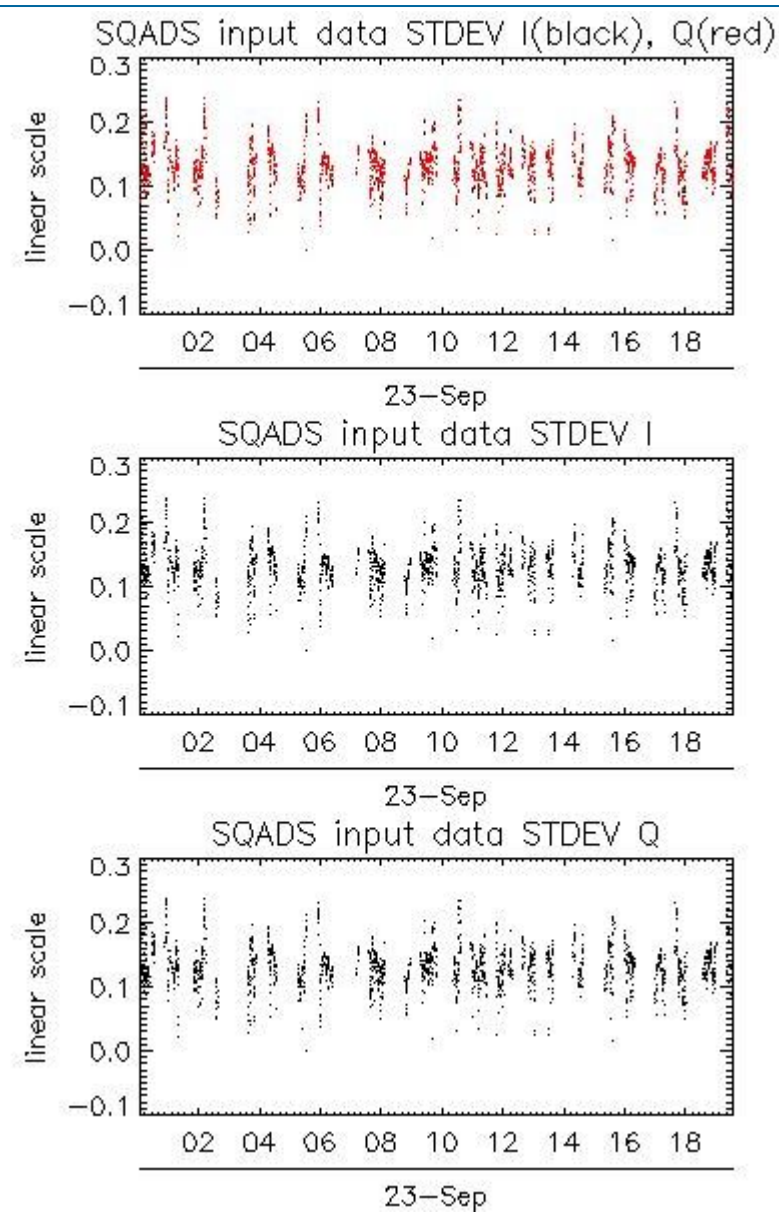 SQADS input data STDEV I(black), Q(red)
0.3
0.2
0.1
0.0
−0.1
linear scale
02 04 06 08 10 12 14 16 18
23−Sep
SQADS input data STDEV I
0.3
0.2
0.1
0.0
−0.1
linear scale
02 04 06 08 10 12 14 16 18
23−Sep
SQADS input data STDEV Q
0.3
0.2
0.1
0.0
−0.1
linear scale
02 04 06 08 10 12 14 16 18
23−Sep